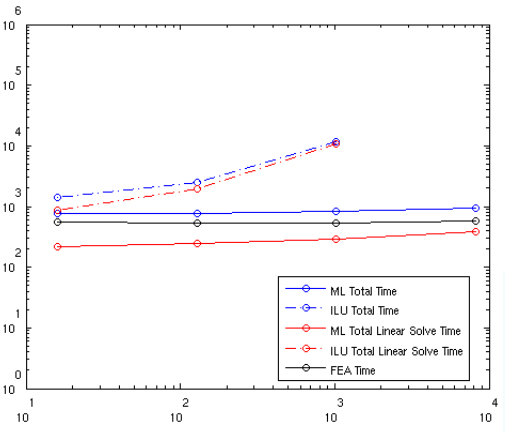 6
10
5
10
4
10
3
10
2
10
1
10
0
10
ML Total Time
ILU Total Time
ML Total Linear Solve Time
ILU Total Linear Solve Time
FEA Time
1 2 3 4
10 10 10 10